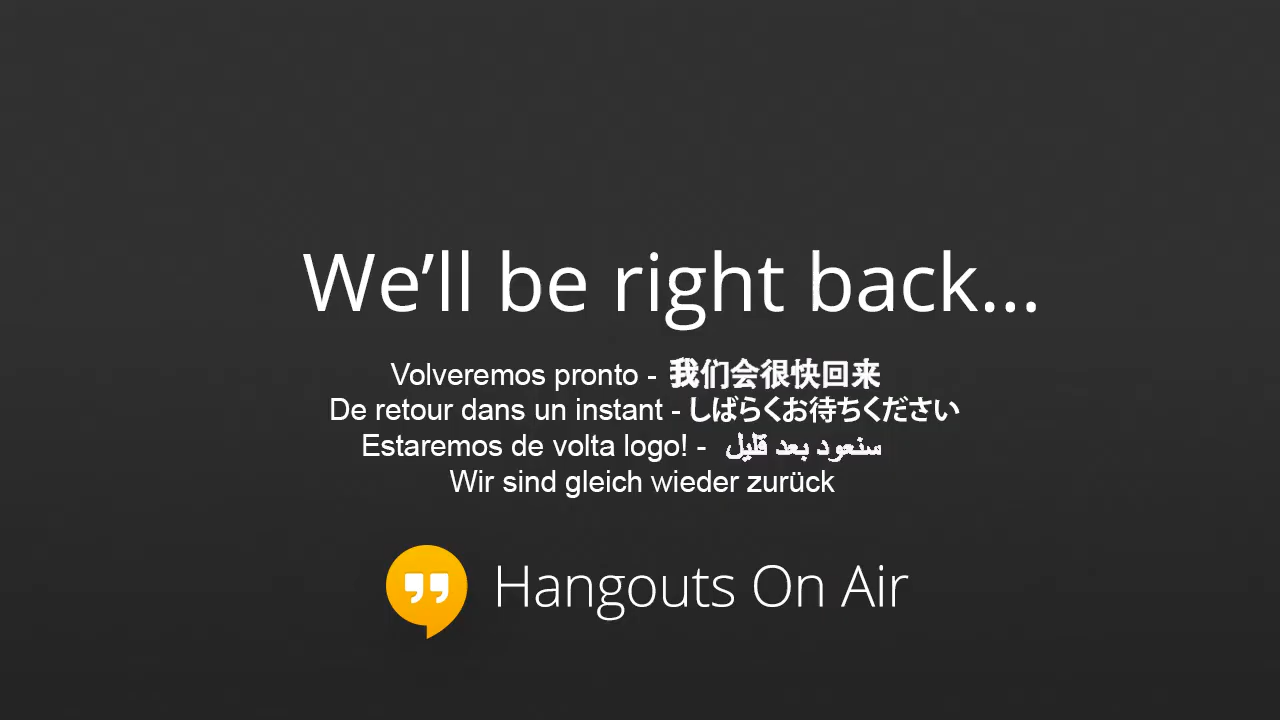 We’ll be right back...
Volveremos pronto - 我们会很快回来
De retour dans un instant - しばらくお待ちください
Estaremos de volta logo! - سنعود بعد قليل
Wir sind gleich wieder zurück
Hangouts On Air